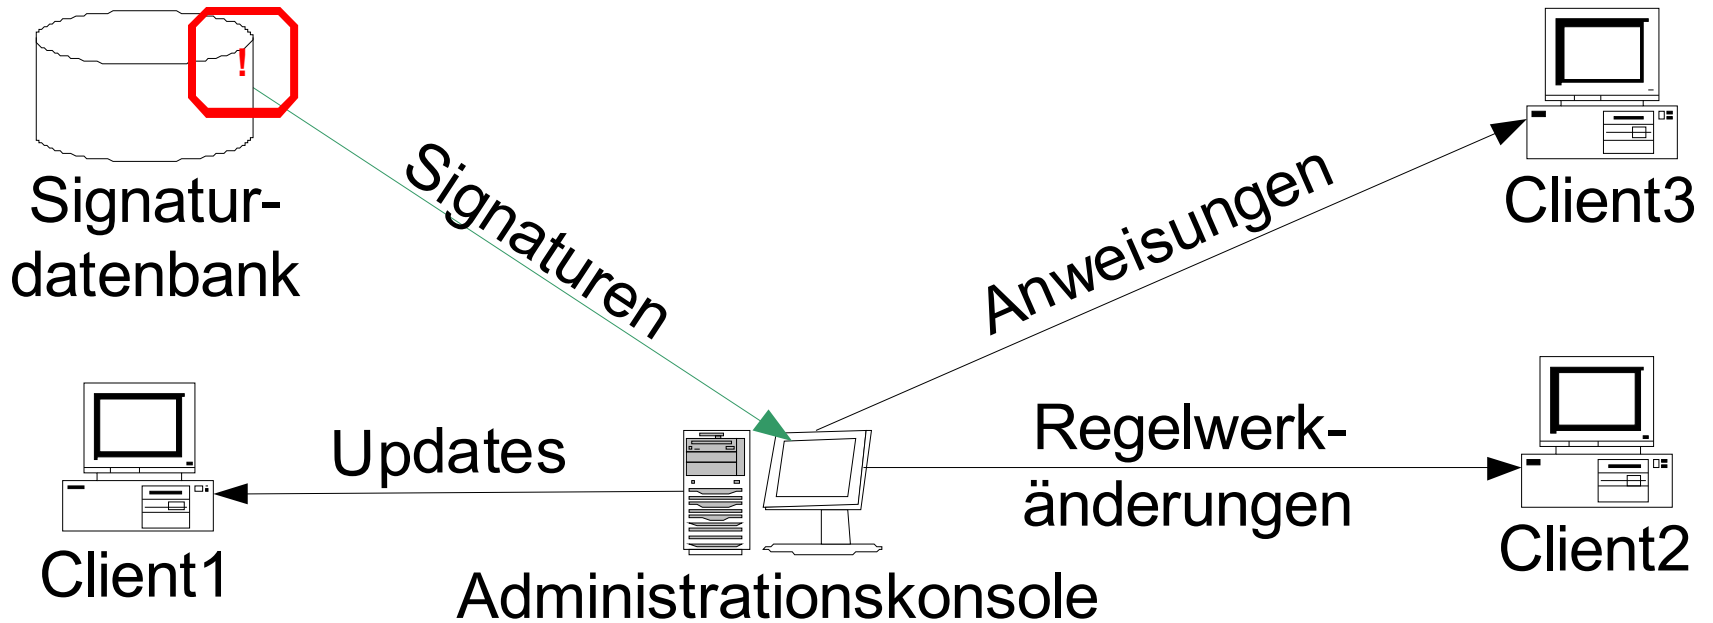 !
Signatur-
datenbank
Signaturen
Anweisungen
Client3
Updates
Regelwerk-
änderungen
Client1
Administrationskonsole
Client2